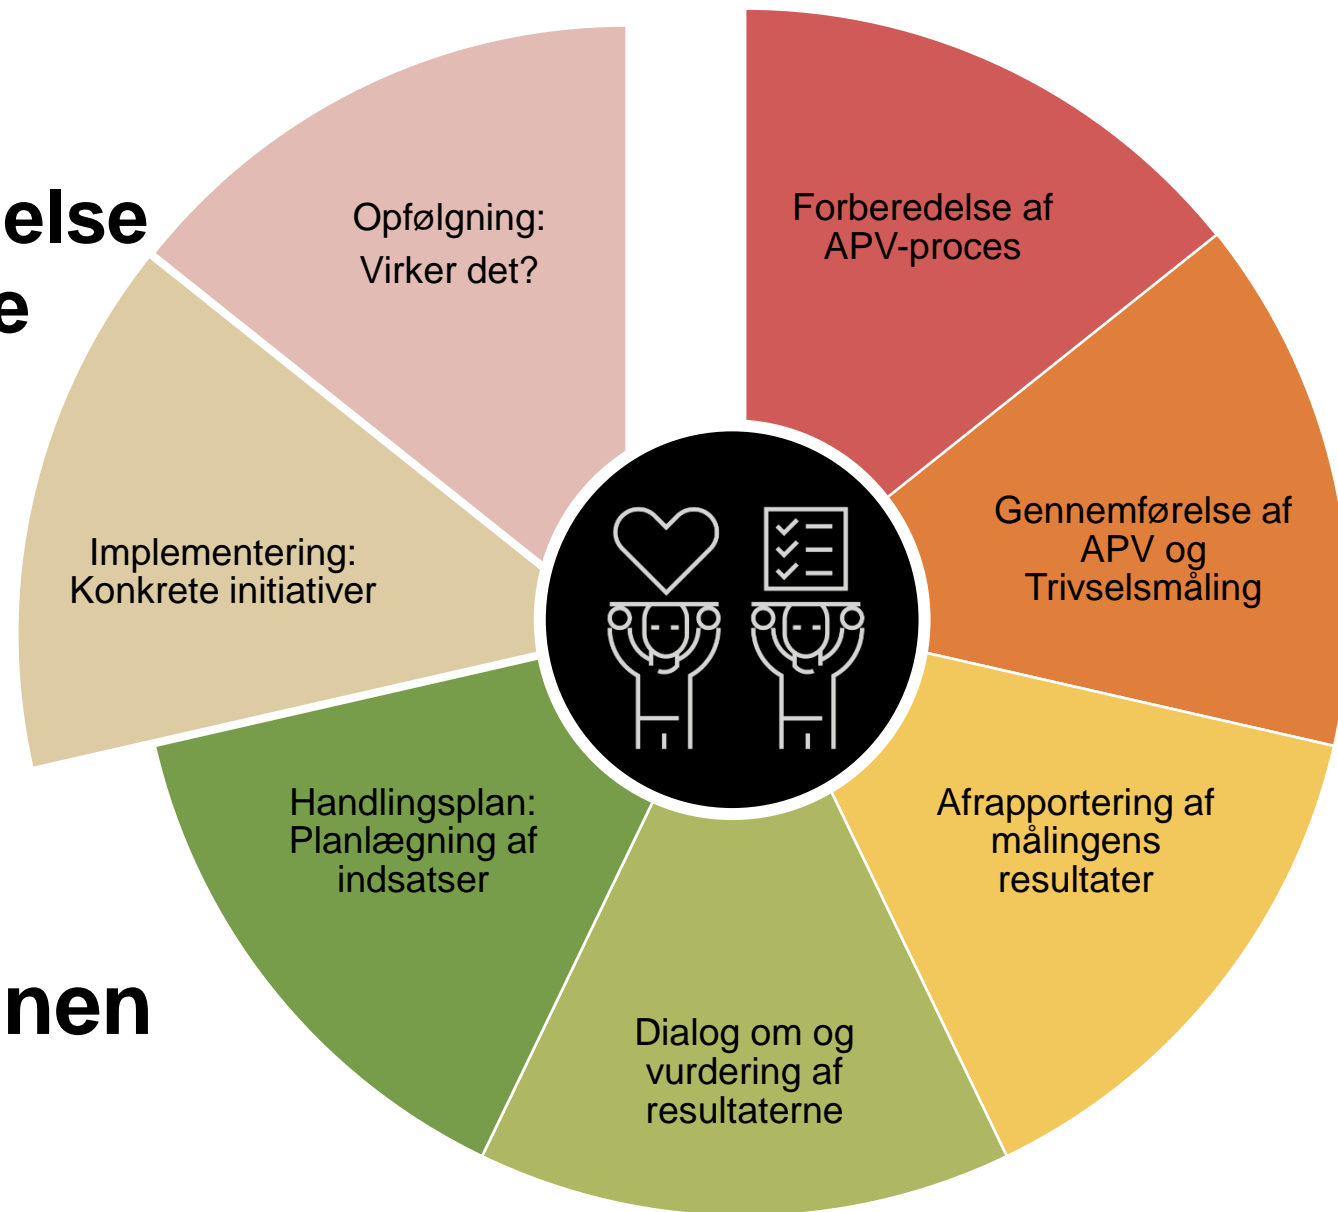 else
e
nen
Forberedelse af
APV-proces
Gennemførelse af
APV og
Trivselsmåling
Afrapportering af
målingens
resultater
Dialog om og
vurdering af
resultaterne
Handlingsplan:
Planlægning af
indsatser
Implementering:
Konkrete initiativer
Opfølgning:
Virker det?